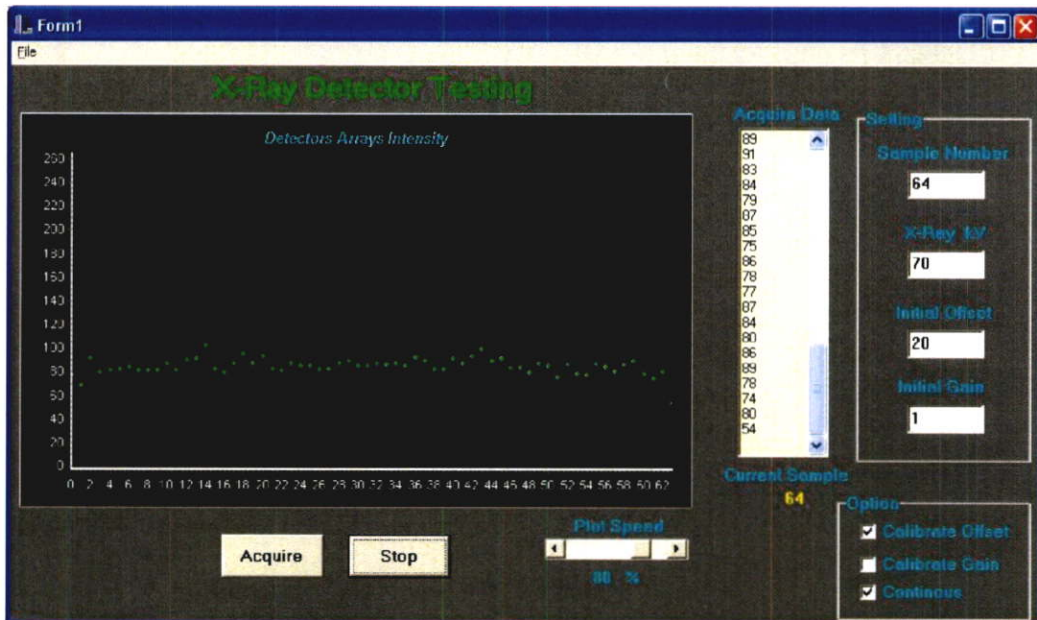 Form1
File
X-Ray Detector Testing
Detectors Arrays Intensity
260
240
220
200
180
160
140
120
100
80
60
40
20
0
0 2 4 6 8 10 12 14 16 18 20 22 24 26 28 30 32 34 36 38 40 42 44 46 48 50 52 54 56 58 60 62
Acquire Stop
Plot Speed
80 %
Acquire Data
89
91
83
84
79
87
85
75
86
78
77
87
84
80
86
89
78
74
80
54
Current Sample
64
Setting
Sample Number
64
X-Ray kV
70
Initial Offset
20
Initial Gain
1
Option
Calibrate Offset
Calibrate Gain
Continous